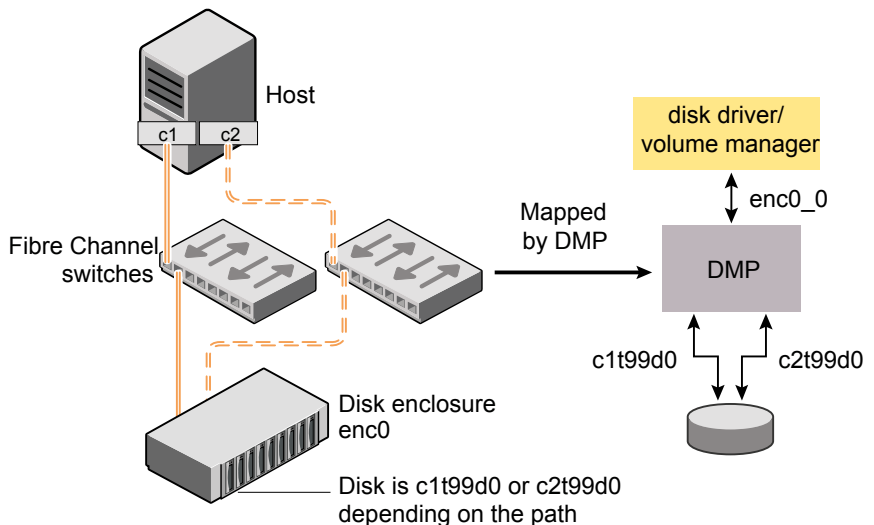 Host
c1
c2
Fibre Channel
switches
Disk enclosure
enc0
Disk is c1t99d0 or c2t99d0
depending on the path
Mapped
by DMP
disk driver/
volume manager
enc0_0
DMP
c1t99d0
c2t99d0